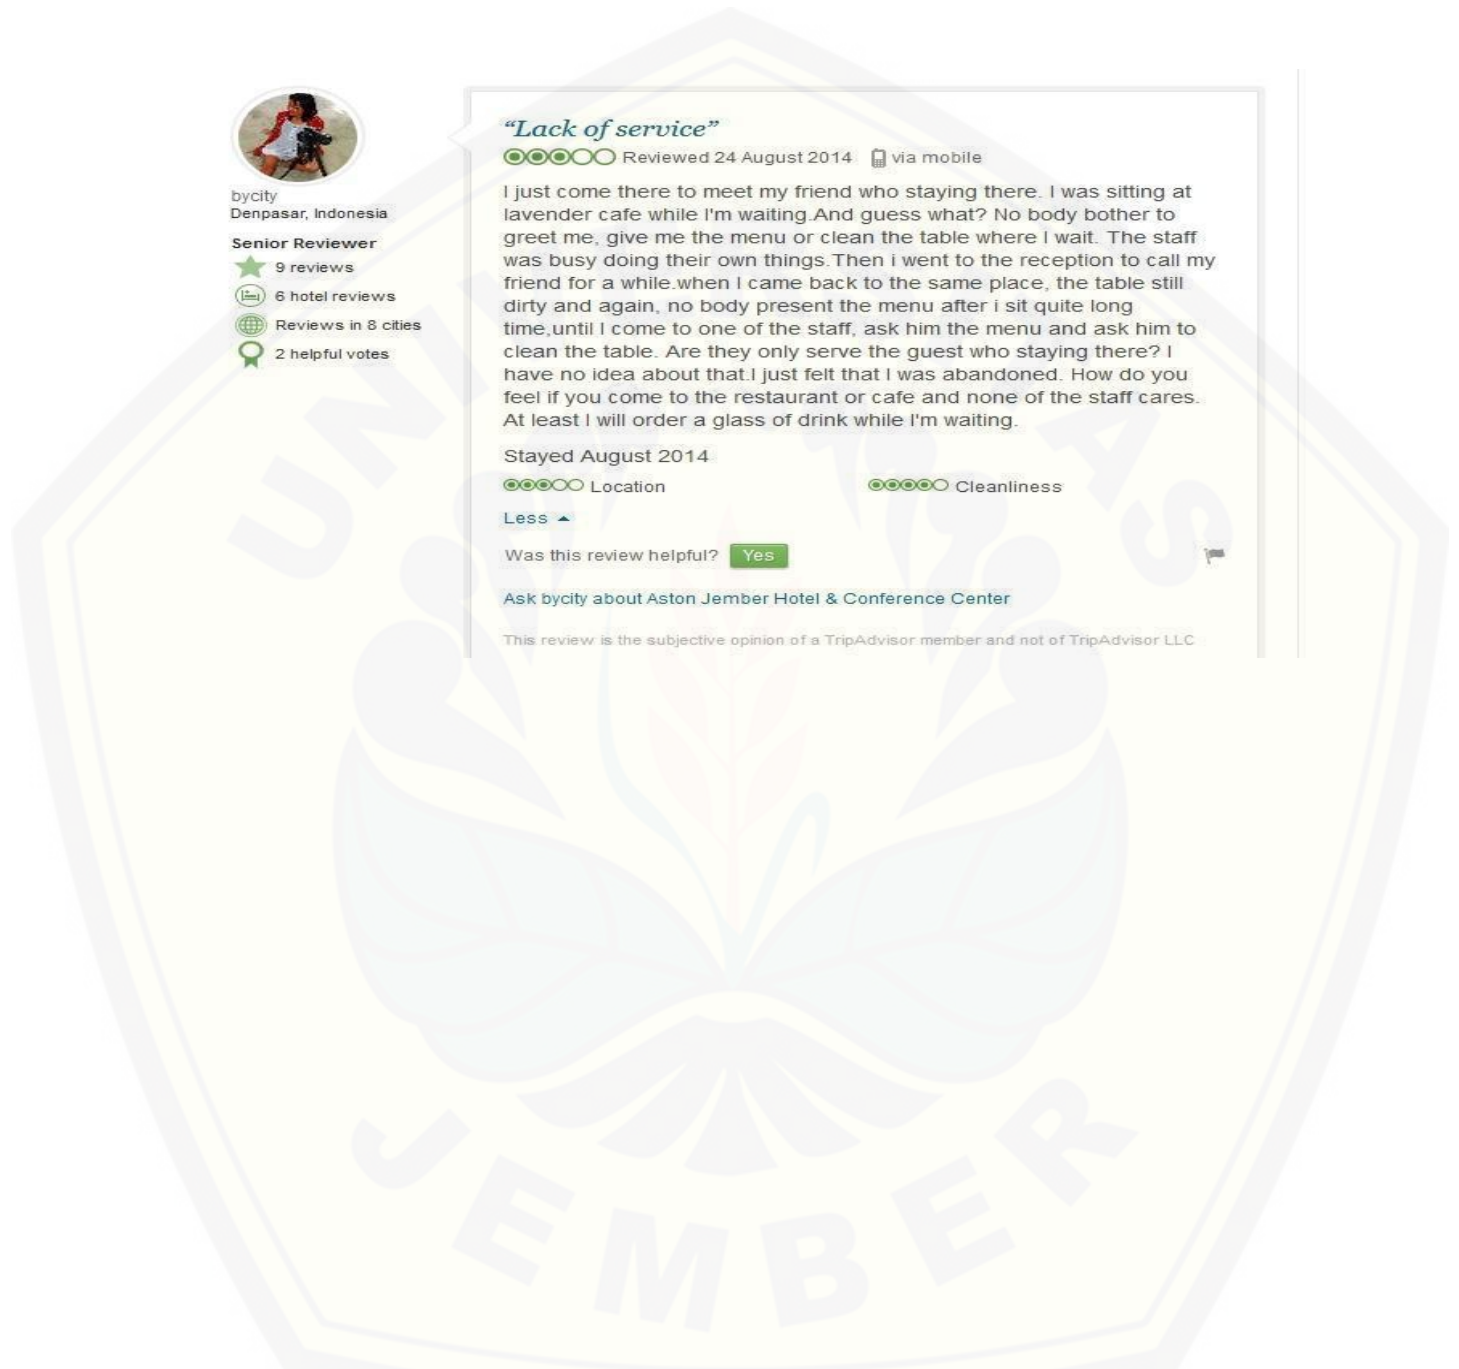 bycity
Denpasar, Indonesia
Senior Reviewer
9 reviews
6 hotel reviews
Reviews in 8 cities
2 helpful votes
“Lack of service”
Reviewed 24 August 2014 via mobile
I just come there to meet my friend who staying there. I was sitting at
lavender cafe while I'm waiting.And guess what? No body bother to
greet me, give me the menu or clean the table where I wait. The staff
was busy doing their own things.Then i went to the reception to call my
friend for a while.when I came back to the same place, the table still
dirty and again, no body present the menu after i sit quite long
time,until I come to one of the staff, ask him the menu and ask him to
clean the table. Are they only serve the guest who staying there? I
have no idea about that.I just felt that I was abandoned. How do you
feel if you come to the restaurant or cafe and none of the staff cares.
At least I will order a glass of drink while I'm waiting.
Stayed August 2014
Location Cleanliness
Less
Was this review helpful? Yes
Ask bycity about Aston Jember Hotel & Conference Center
This review is the subjective opinion of a TripAdvisor member and not of TripAdvisor LLC
JEMBER